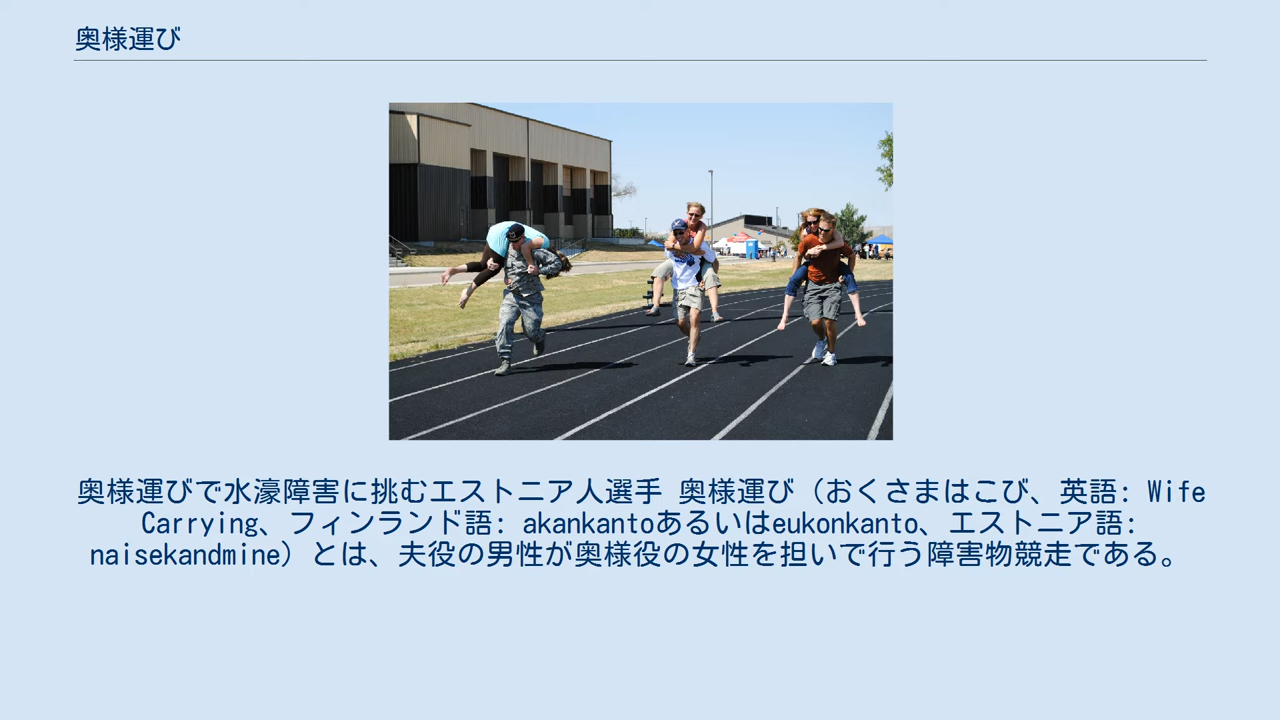 奥様運び
奥様運びで水濠障害に挑むエストニア人選手 奥様運び（おくさまはこび、英語: Wife
Carrying、フィンランド語: akankantoあるいはeukonkanto、エストニア語:
naisekandmine）とは、夫役の男性が奥様役の女性を担いで行う障害物競走である。